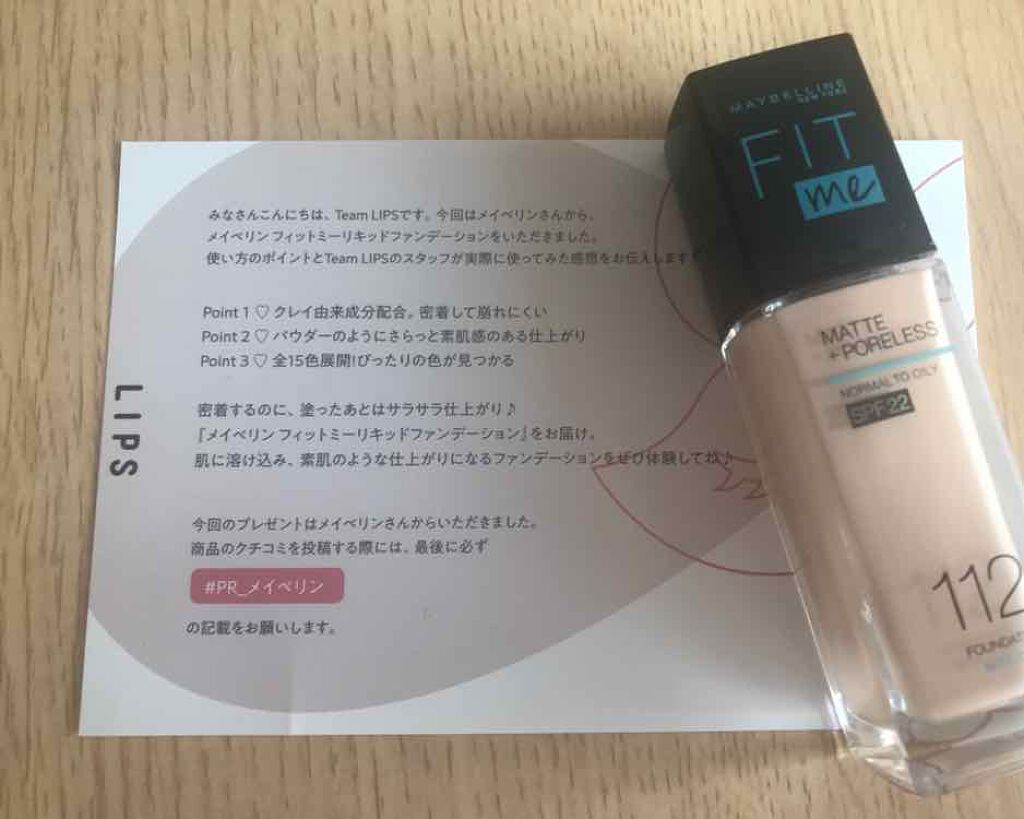 みなさんこんにちは、Team LIPSです。今回はメイベリンさんから、
メイベリン フィットミーリキッドファンデーションをいただきました。
使い方のポイントとTeam LIPSのスタッフが実際に使ってみた感想をお伝えします
Point 1 ♡ クレイ由来成分配合。密着して崩れにくい
Point 2 ♡ パウダーのようにさらっと素肌感のある仕上がり
Point 3 ♡ 全15色展開!ぴったりの色が見つかる
密着するのに、塗ったあとはサラサラ仕上がり♪
『メイベリン フィットミーリキッドファンデーション』をお届け。
肌に溶け込み、素肌のような仕上がりになるファンデーションをぜひ体験してね♪
今回のプレゼントはメイベリンさんからいただきました。
商品のクチコミを投稿する際には、最後に必ず
#PR_メイベリン
の記載をお願いします。
LIPS
MAYBELLINE
NEW YORK
FIT
me
MATTE
+PORELESS
NORMAL TO OILY
SPF 22
112